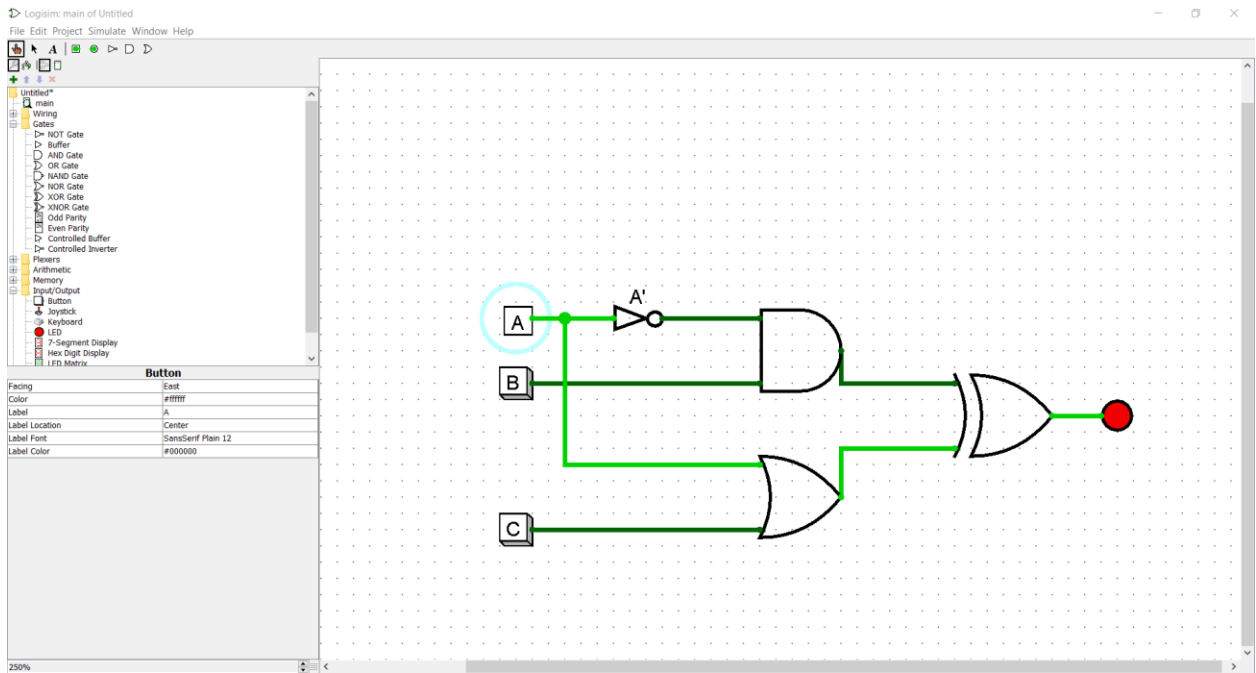 Logisim: main of Untitled
File Edit Project Simulate Window Help
A
Untitled*
main
Wiring
Gates
NOT Gate
Buffer
AND Gate
OR Gate
NAND Gate
NOR Gate
XOR Gate
XNOR Gate
Odd Parity
Even Parity
Controlled Buffer
Controlled Inverter
Plexers
Arithmetic
Memory
Input/Output
Button
Joystick
Keyboard
LED
7-Segment Display
Hex Digit Display
LED Matrix
Button
Facing East
Color #ffffff
Label A
Label Location Center
Label Font SansSerif Plain 12
Label Color #000000
250%
A'
A
B
C